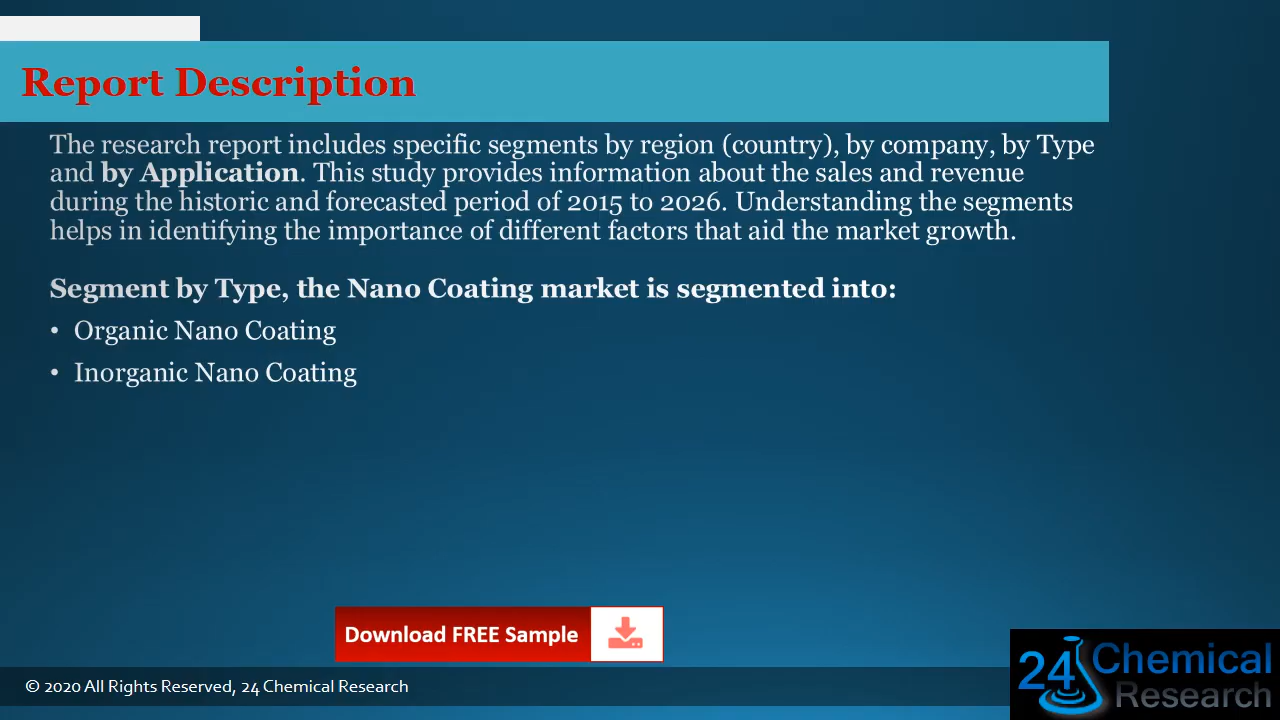 Report Description
The research report includes specific segments by region (country), by company, by Type
and by Application. This study provides information about the sales and revenue
during the historic and forecasted period of 2015 to 2026. Understanding the segments
helps in identifying the importance of different factors that aid the market growth.
Segment by Type, the Nano Coating market is segmented into:
• Organic Nano Coating
• Inorganic Nano Coating
Download FREE Sample
© 2020 All Rights Reserved, 24 Chemical Research
24 Chemical
Research